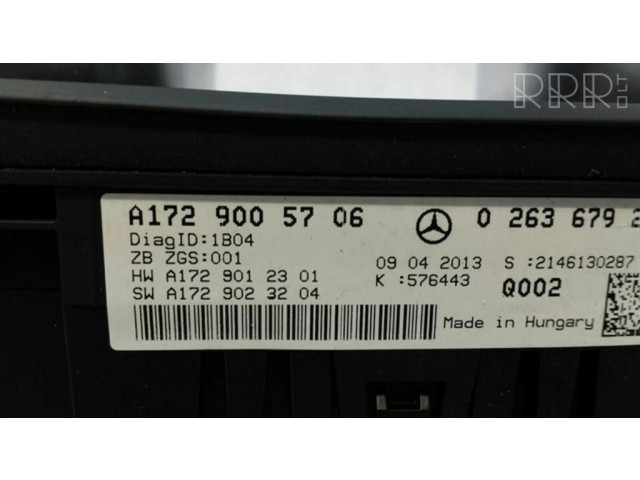 RRR.LT
A172 900 57 06 0 263 679
DiagID:1B04
ZB ZGS:001 09 04 2013 S :2146130287
HW A172 901 23 01 K :576443 Q002
SW A172 902 32 04
Made in Hungary